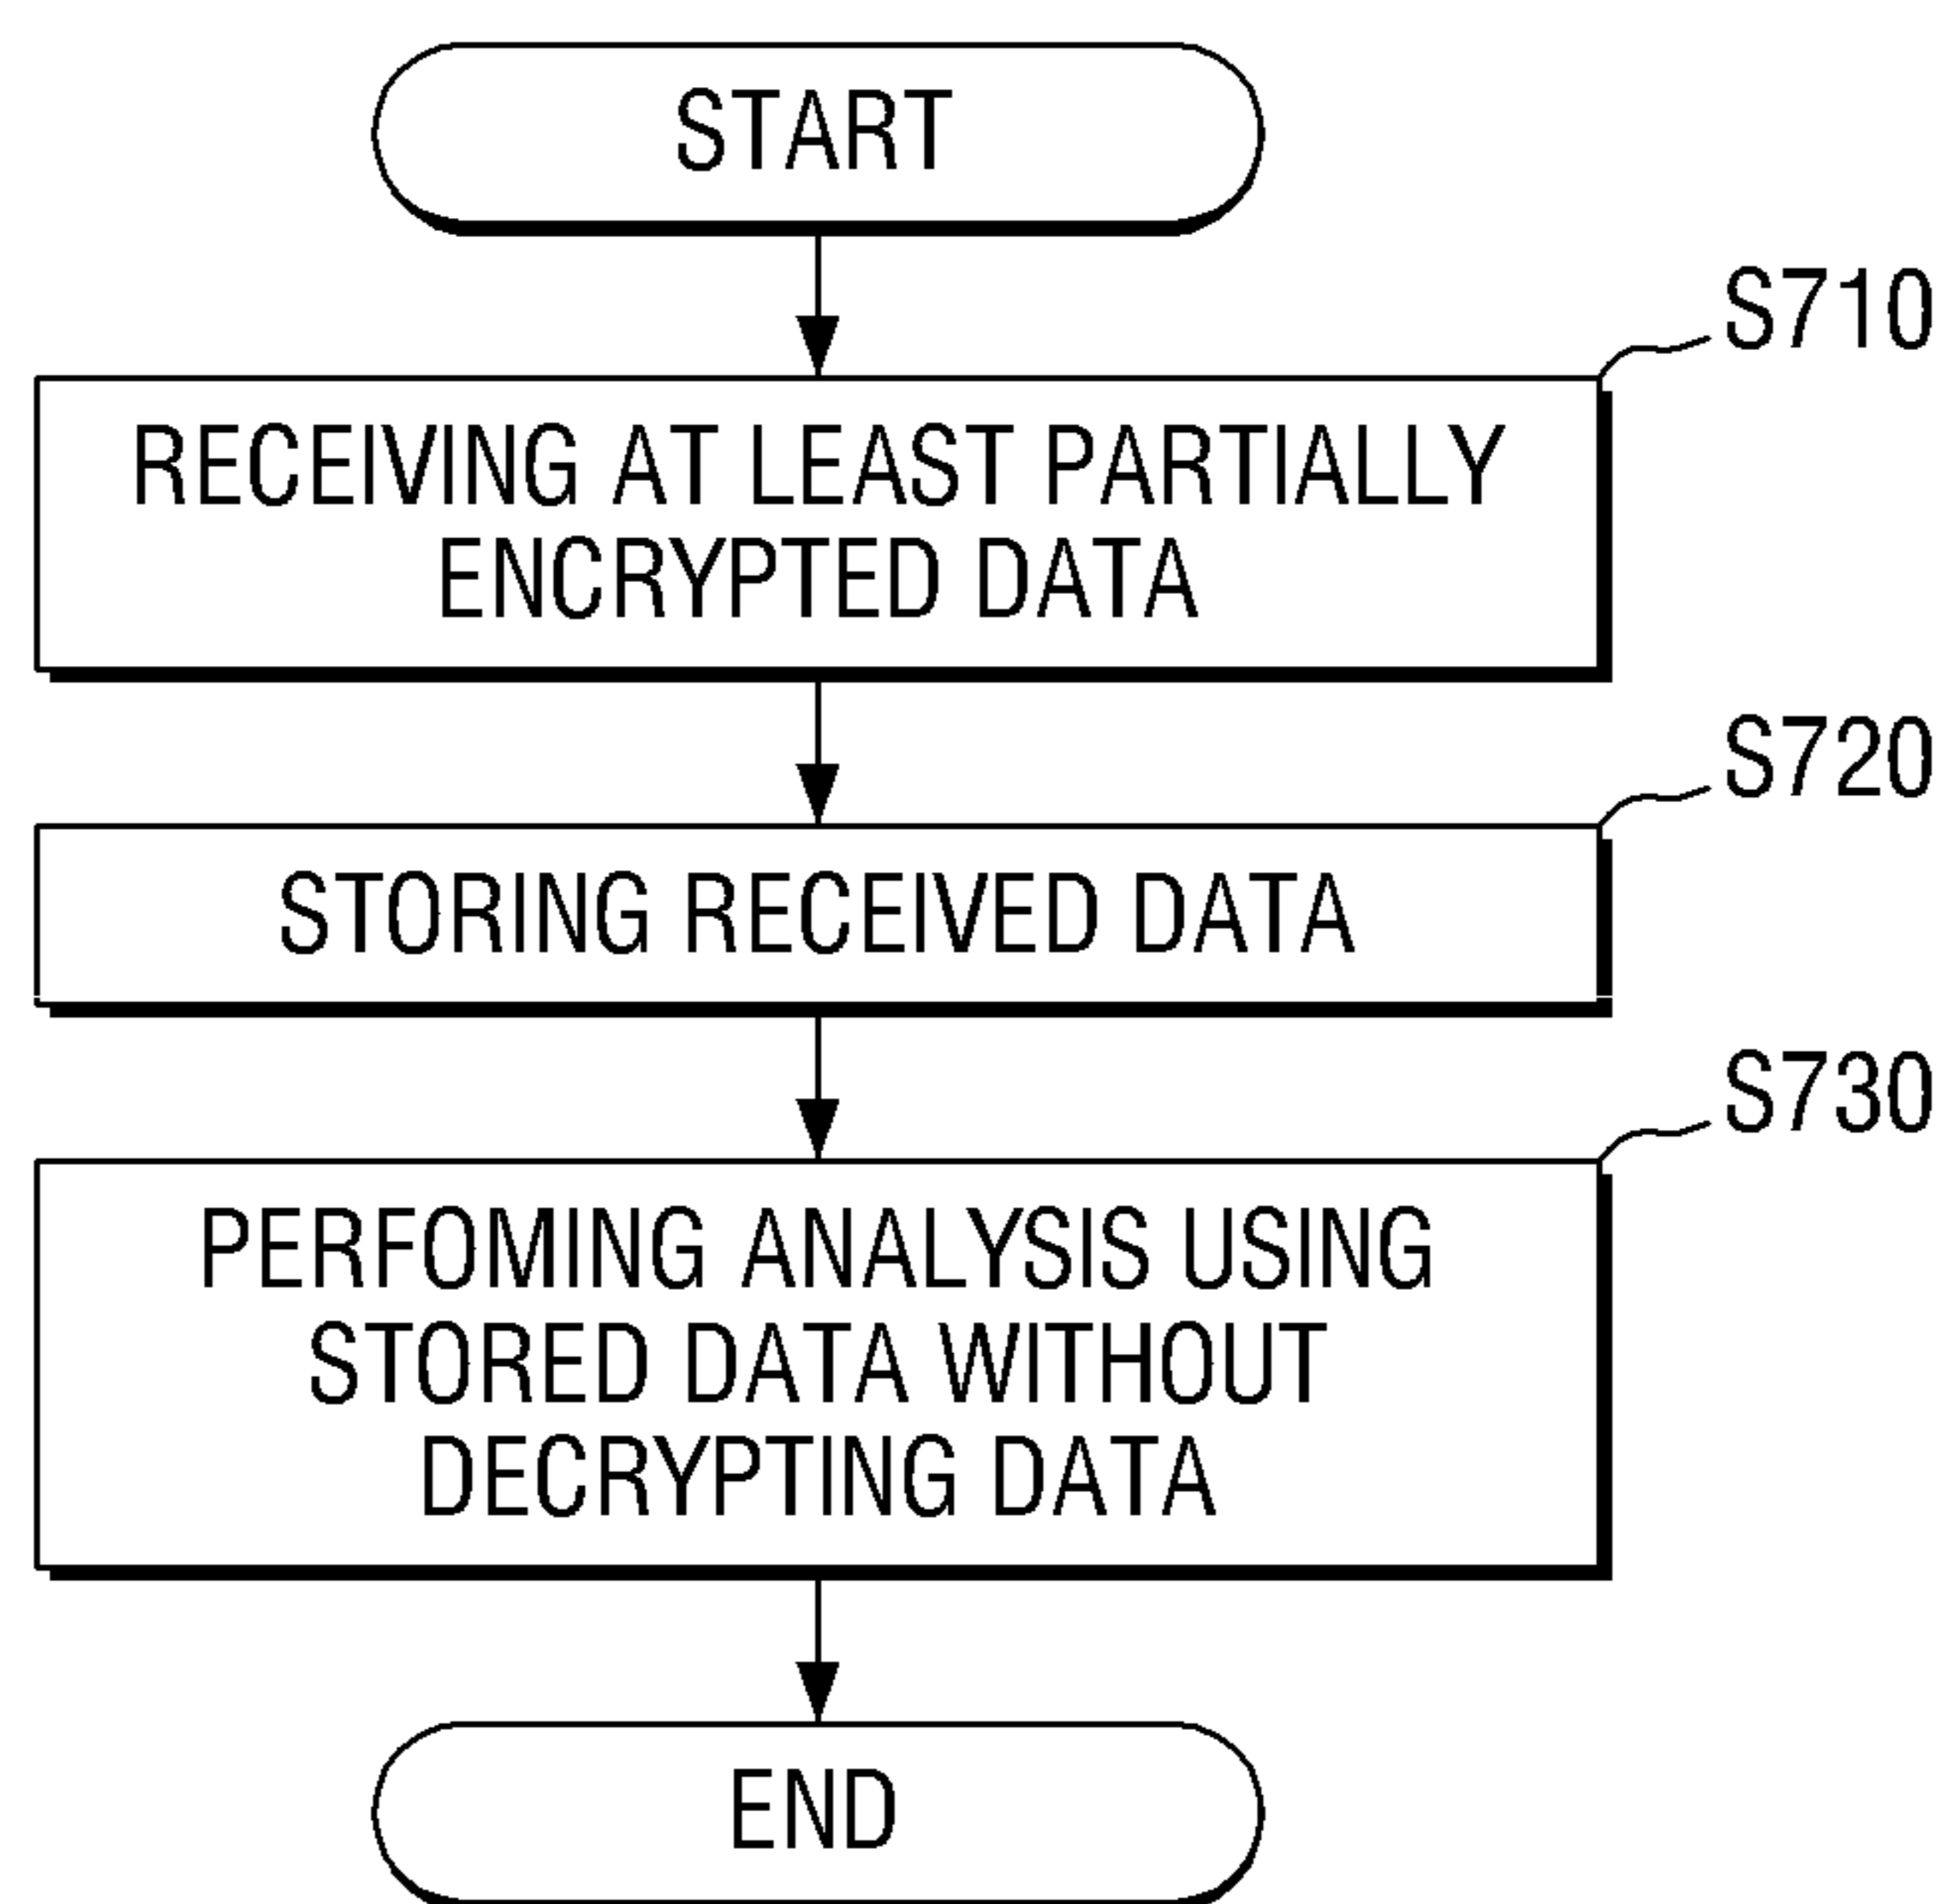 START
S710
RECEIVING AT LEAST PARTIALLY
ENCRYPTED DATA
S720
STORING RECEIVED DATA
S730
PERFOMING ANALYSIS USING
STORED DATA WITHOUT
DECRYPTING DATA
END